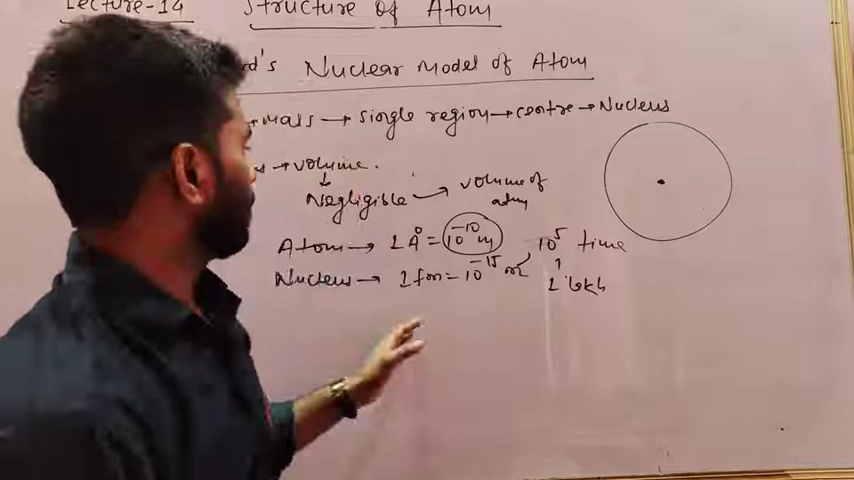 Lecture-14 Structure of Atom
rd's Nuclear Model of Atom
mass → single region → centre → Nucleus
→ volume.
↓
Negligible → volume of atom
Atom → 1 A° = 10⁻¹⁰ m 10⁵ time
Nucleus → 1 fm = 10⁻¹⁵ m 1 lakh